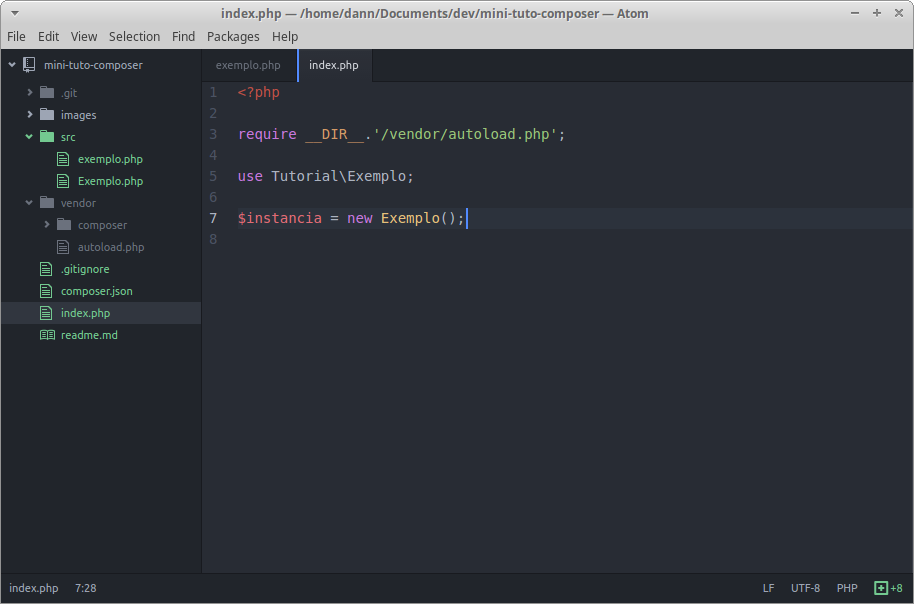 index.php — /home/dann/Documents/dev/mini-tuto-composer — Atom
File Edit View Selection Find Packages Help
mini-tuto-composer
.git
images
src
exemplo.php
Exemplo.php
vendor
composer
autoload.php
.gitignore
composer.json
index.php
readme.md
exemplo.php index.php
1 <?php
2
3 require __DIR__.'/vendor/autoload.php';
4
5 use Tutorial\Exemplo;
6
7 $instancia = new Exemplo();
8
index.php 7:28 LF UTF-8 PHP +8